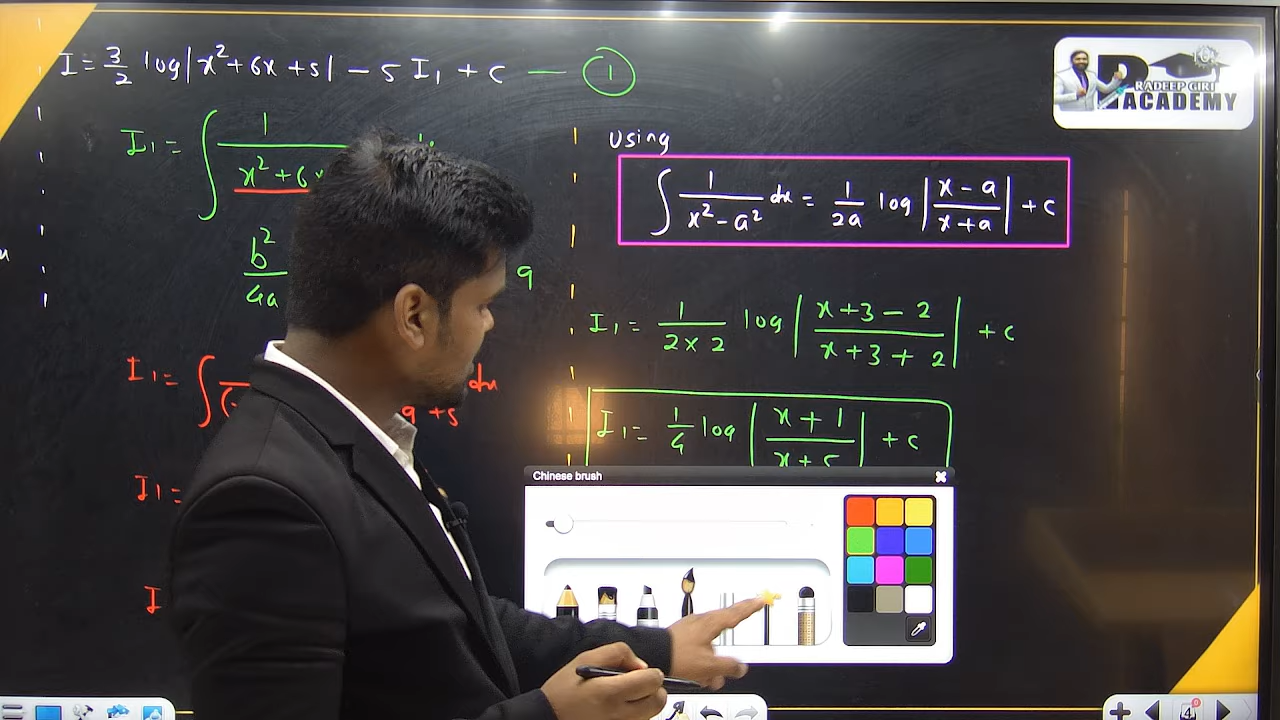 I = 3/2 log|x²+6x+5| − 5 I₁ + c — ①
I₁ = ∫ 1
x² + 6
b²
4a
9
I₁ = ∫ dx
9 + 5
I₁ =
I
Using
∫ 1/(x² − a²) dx = 1/2a log |(x − a)/(x + a)| + c
I₁ = 1/(2 × 2) log |(x + 3 − 2)/(x + 3 + 2)| + c
I₁ = 1/4 log |(x + 1)/(x + 5)| + c
Chinese brush
4
PRADEEP GIRI
ACADEMY